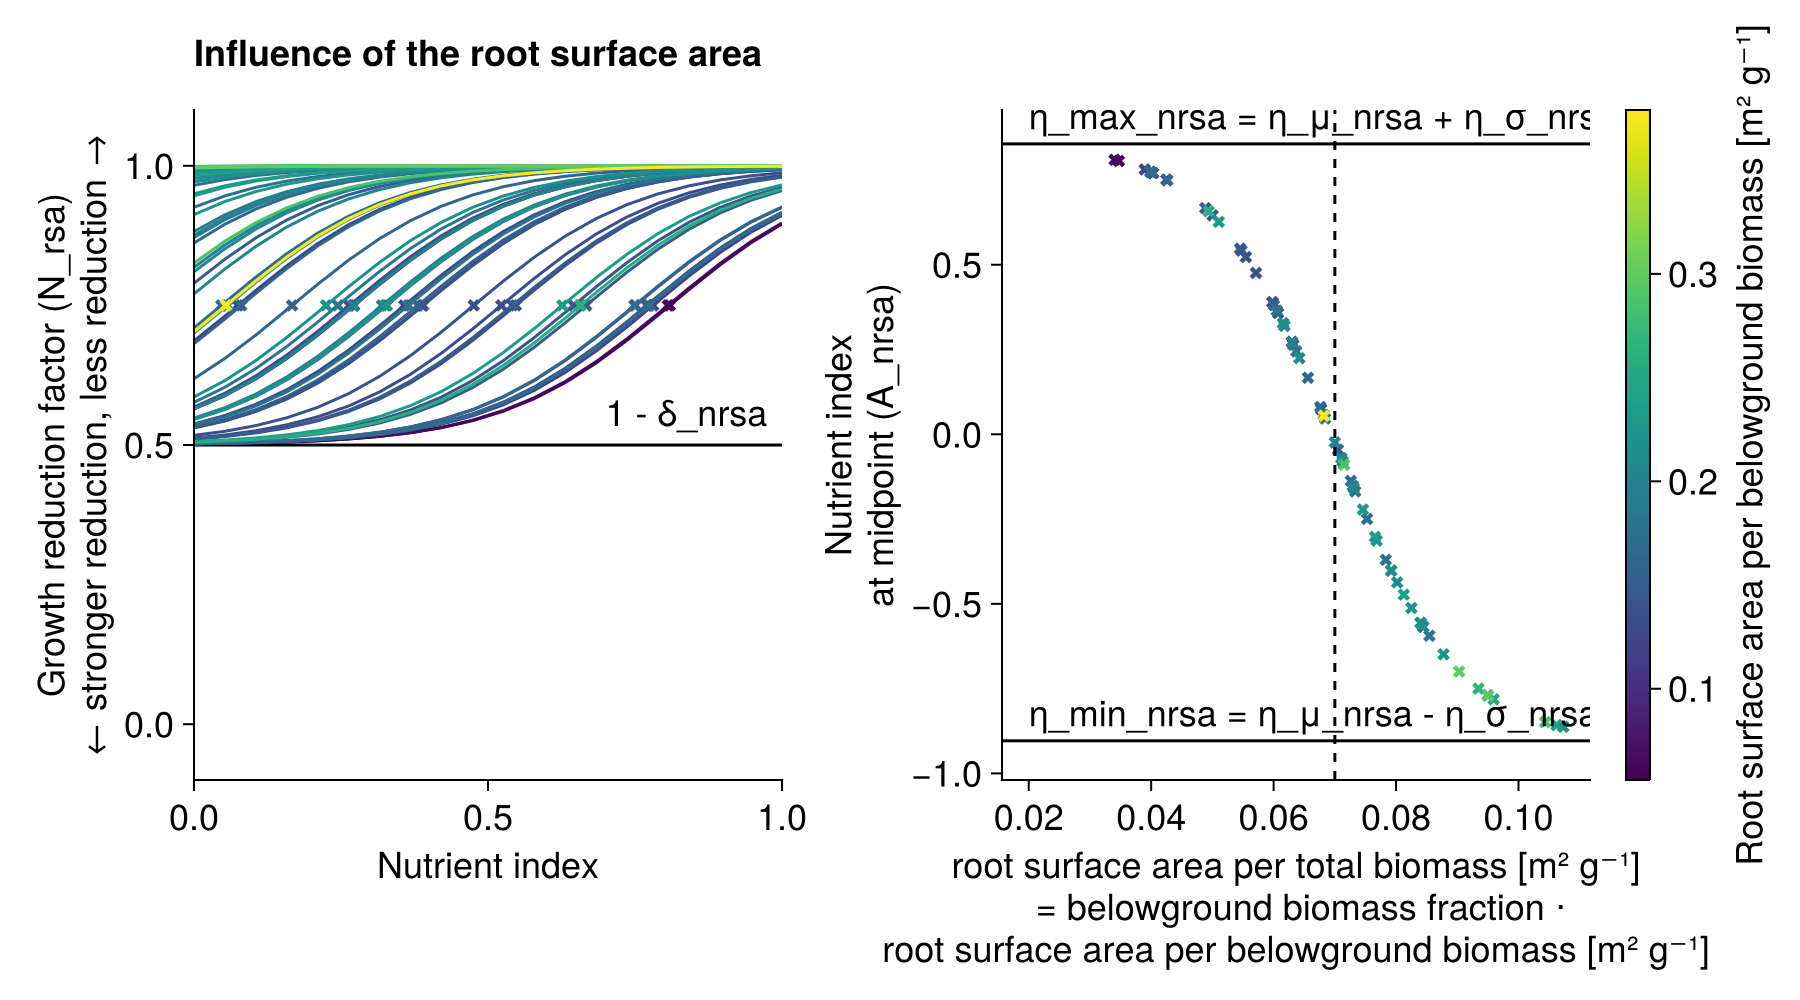 Influence of the root surface area
Growth reduction factor (N_rsa)
← stronger reduction, less reduction →
1.0
0.5
0.0
1 - δ_nrsa
0.0
0.5
1.0
Nutrient index
Nutrient index
at midpoint (A_nrsa)
0.5
0.0
−0.5
−1.0
η_max_nrsa = η_μ_nrsa + η_σ_nrs
η_min_nrsa = η_μ_nrsa - η_σ_nrsa
0.02
0.04
0.06
0.08
0.10
root surface area per total biomass [m² g⁻¹]
= belowground biomass fraction ·
root surface area per belowground biomass [m² g⁻¹]
0.3
0.2
0.1
Root surface area per belowground biomass [m² g⁻¹]